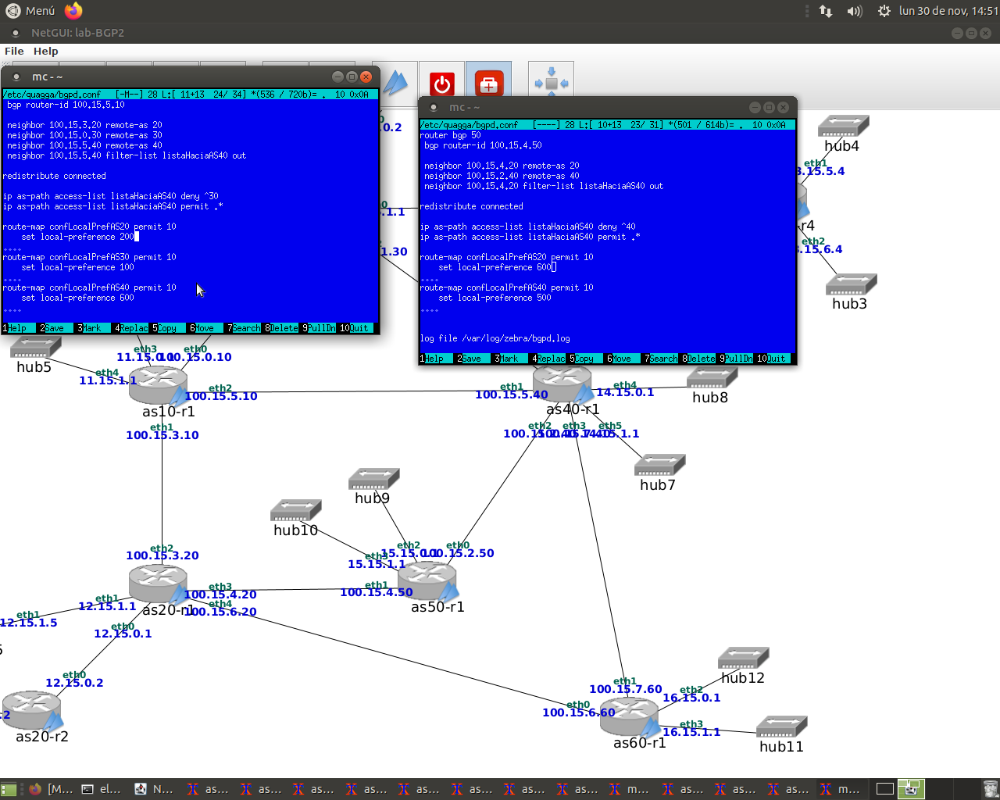 Menú
lun 30 de nov, 14:51
NetGUI: lab-BGP2
File Help
mc - ~
/etc/quagga/bgpd.conf [-M--] 28 L:[ 11+13 24/ 34] *(536 / 720b)= . 10 0x0A
bgp router-id 100.15.5.10
neighbor 100.15.3.20 remote-as 20
neighbor 100.15.0.30 remote-as 30
neighbor 100.15.5.40 remote-as 40
neighbor 100.15.5.40 filter-list listaHaciaAS40 out
redistribute connected
ip as-path access-list listaHaciaAS40 deny ^30
ip as-path access-list listaHaciaAS40 permit .*
route-map confLocalPrefAS20 permit 10
set local-preference 200
....
route-map confLocalPrefAS30 permit 10
set local-preference 100
....
route-map confLocalPrefAS40 permit 10
set local-preference 600
....
1Help 2Save 3Mark 4Replac 5Copy 6Move 7Search 8Delete 9PullDn 10Quit
mc - ~
/etc/quagga/bgpd.conf [----] 28 L:[ 10+13 23/ 31] *(501 / 614b)= . 10 0x0A
router bgp 50
bgp router-id 100.15.4.50
neighbor 100.15.4.20 remote-as 20
neighbor 100.15.2.40 remote-as 40
neighbor 100.15.4.20 filter-list listaHaciaAS40 out
redistribute connected
ip as-path access-list listaHaciaAS40 deny ^40
ip as-path access-list listaHaciaAS40 permit .*
route-map confLocalPrefAS20 permit 10
set local-preference 600
....
route-map confLocalPrefAS40 permit 10
set local-preference 500
....
log file /var/log/zebra/bgpd.log
1Help 2Save 3Mark 4Replac 5Copy 6Move 7Search 8Delete 9PullDn 10Quit
.0.2
.1.1
1.30
hub4
eth1
3.15.5.4
-r4
eth2
3.15.6.4
hub3
hub5
eth3
11.15.0.1
eth0
100.15.0.10
eth4
11.15.1.1
eth2
100.15.5.10
as10-r1
eth1
100.15.3.10
eth1
100.15.5.40
eth4
14.15.0.1
hub8
as40-r1
eth2
100.15.2.40
eth3
100.15.7.40
eth5
14.15.1.1
hub7
hub9
hub10
eth2
100.15.3.20
eth2
15.15.0.1
eth0
100.15.2.50
eth3
15.15.1.1
eth1
100.15.4.50
as50-r1
eth3
100.15.4.20
eth4
100.15.6.20
as20-r1
eth1
12.15.1.1
eth0
12.15.0.1
eth1
12.15.1.5
5
eth0
12.15.0.2
.2
as20-r2
hub12
eth1
100.15.7.60
eth2
16.15.0.1
eth0
100.15.6.60
eth3
16.15.1.1
as60-r1
hub11
[M... el... N... as... as... as... as... as... as... as... as... m... as... as... as... m...